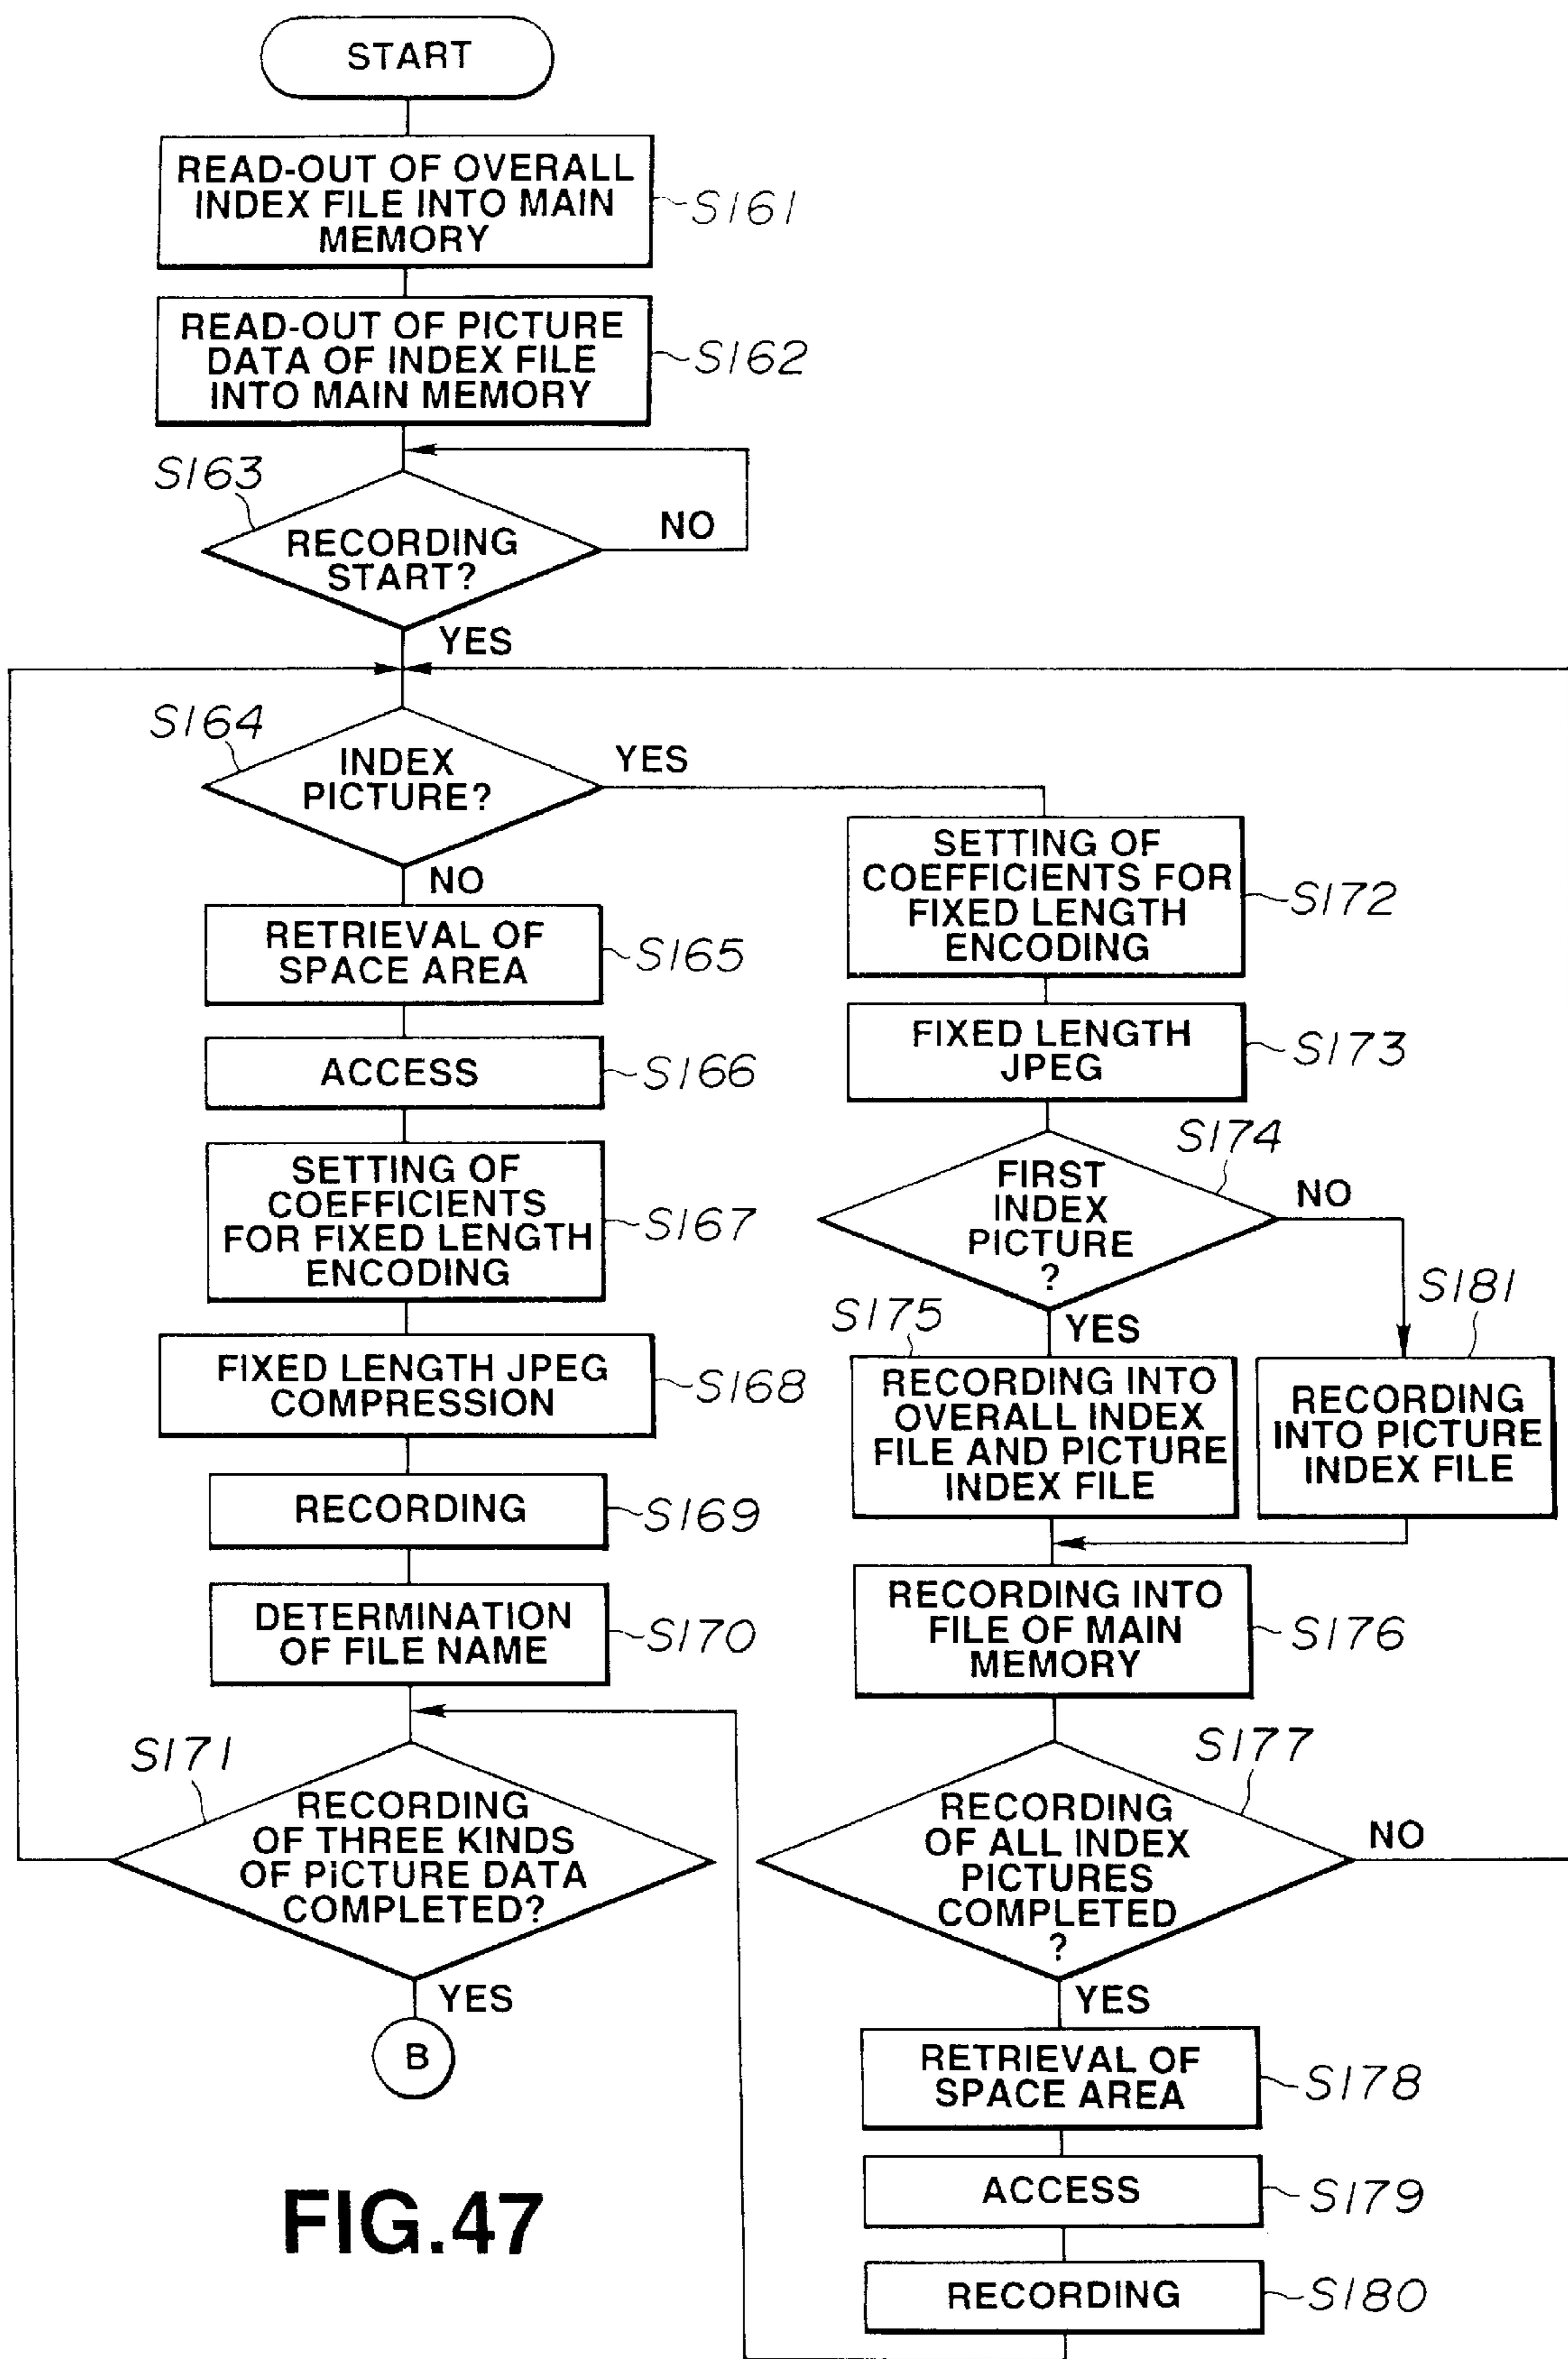 START
READ-OUT OF OVERALL
INDEX FILE INTO MAIN
MEMORY
S161
READ-OUT OF PICTURE
DATA OF INDEX FILE
INTO MAIN MEMORY
S162
S163
RECORDING
START?
NO
YES
S164
INDEX
PICTURE?
YES
NO
RETRIEVAL OF
SPACE AREA
S165
ACCESS
S166
SETTING OF
COEFFICIENTS
FOR FIXED LENGTH
ENCODING
S167
FIXED LENGTH JPEG
COMPRESSION
S168
RECORDING
S169
DETERMINATION
OF FILE NAME
S170
S171
RECORDING
OF THREE KINDS
OF PiCTURE DATA
COMPLETED?
YES
B
SETTING OF
COEFFICIENTS FOR
FIXED LENGTH
ENCODING
S172
FIXED LENGTH
JPEG
S173
S174
FIRST
INDEX
PICTURE
?
NO
YES
S175
RECORDING INTO
OVERALL INDEX
FILE AND PICTURE
INDEX FILE
S181
RECORDING
INTO PICTURE
INDEX FILE
RECORDING INTO
FILE OF MAIN
MEMORY
S176
S177
RECORDING
OF ALL INDEX
PICTURES
COMPLETED
?
NO
YES
RETRIEVAL OF
SPACE AREA
S178
ACCESS
S179
RECORDING
S180
FIG.47